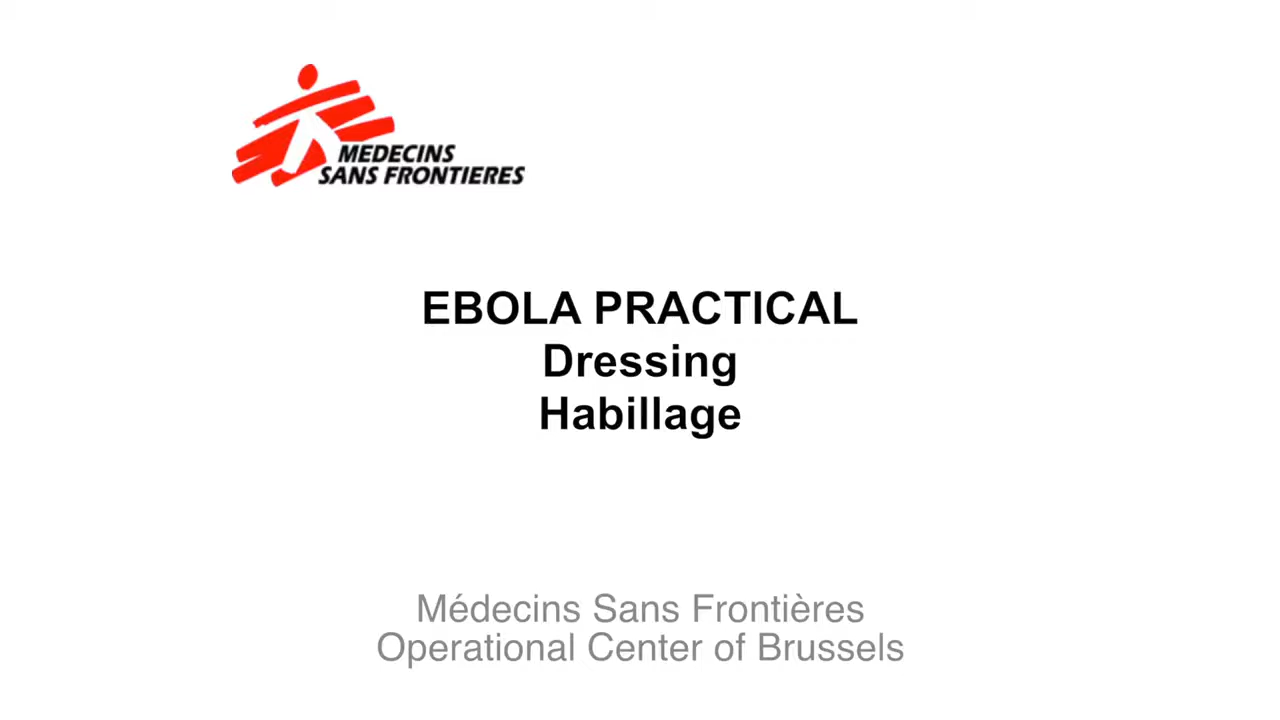 MEDECINS
SANS FRONTIERES
EBOLA PRACTICAL
Dressing
Habillage
Médecins Sans Frontières
Operational Center of Brussels